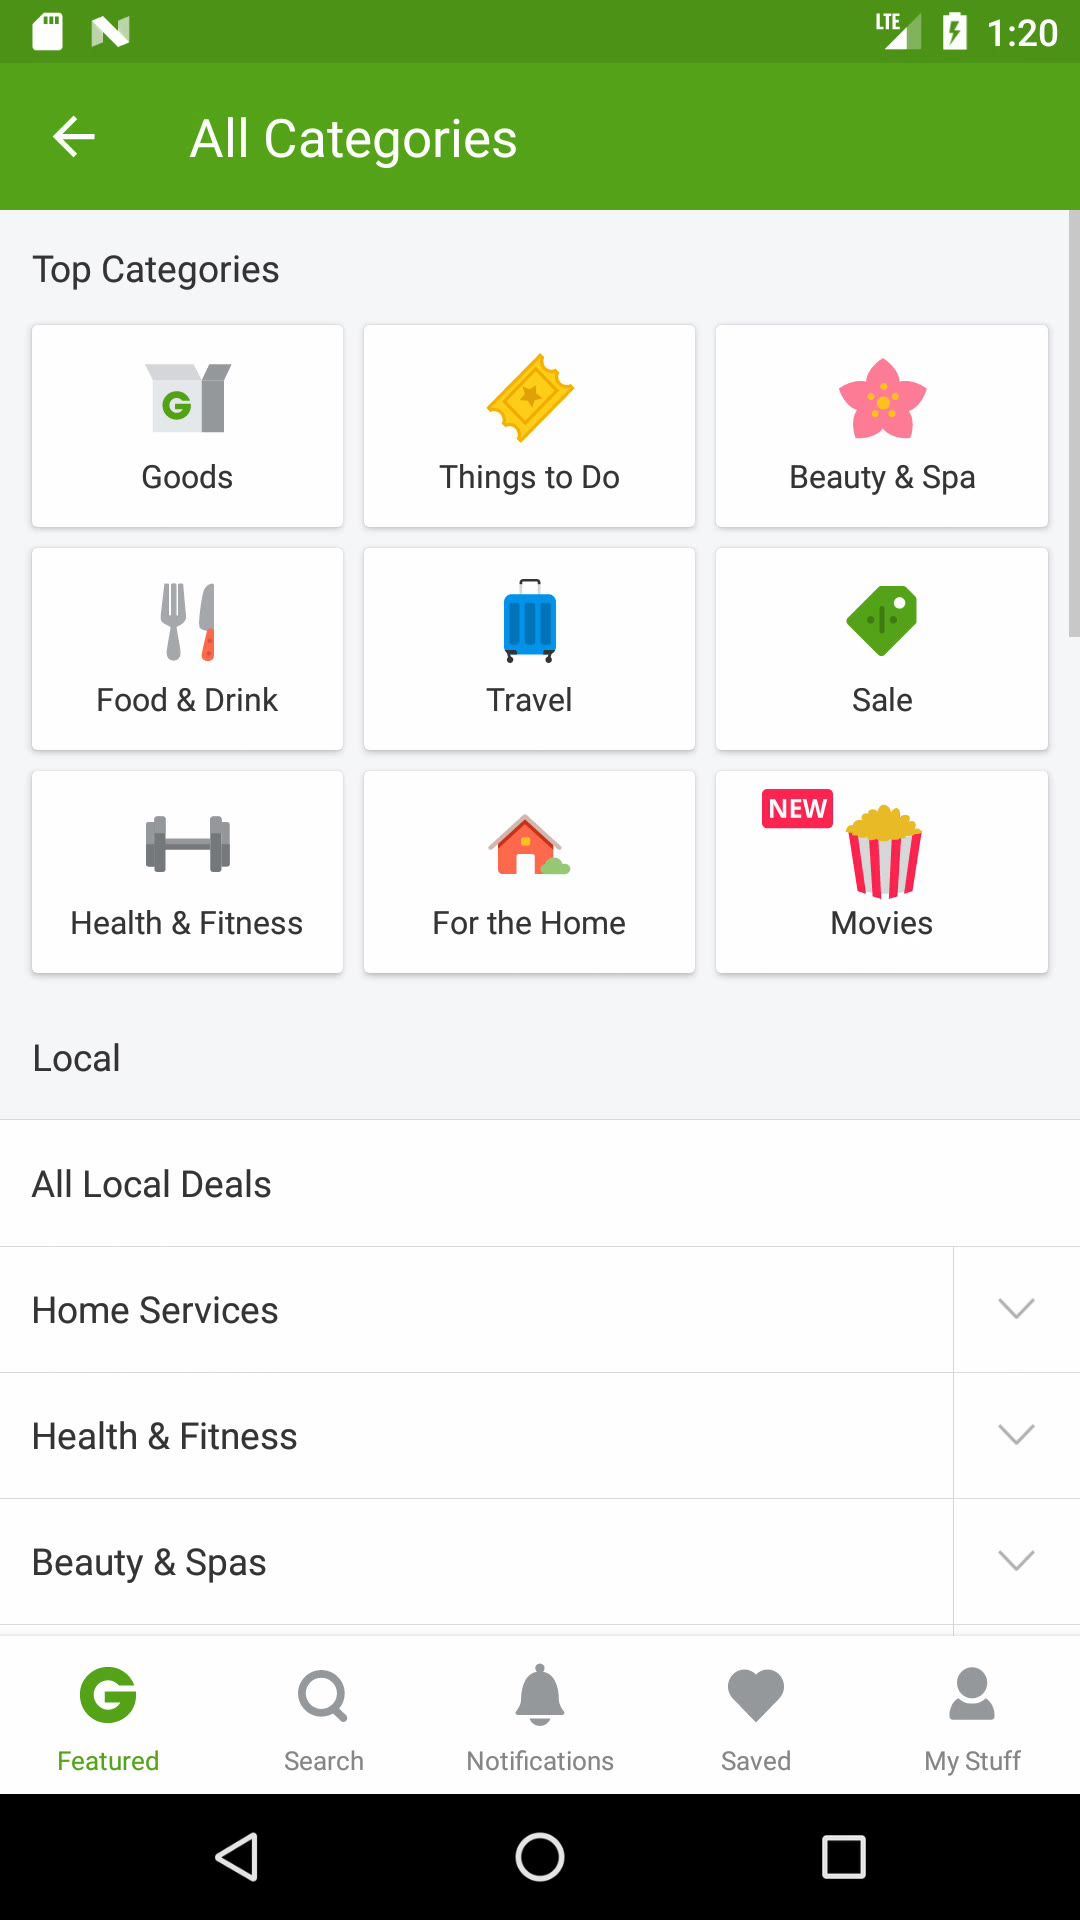 LTE 1:20
All Categories
Top Categories
Goods
Things to Do
Beauty & Spa
Food & Drink
Travel
Sale
Health & Fitness
For the Home
NEW
Movies
Local
All Local Deals
Home Services
Health & Fitness
Beauty & Spas
Featured
Search
Notifications
Saved
My Stuff